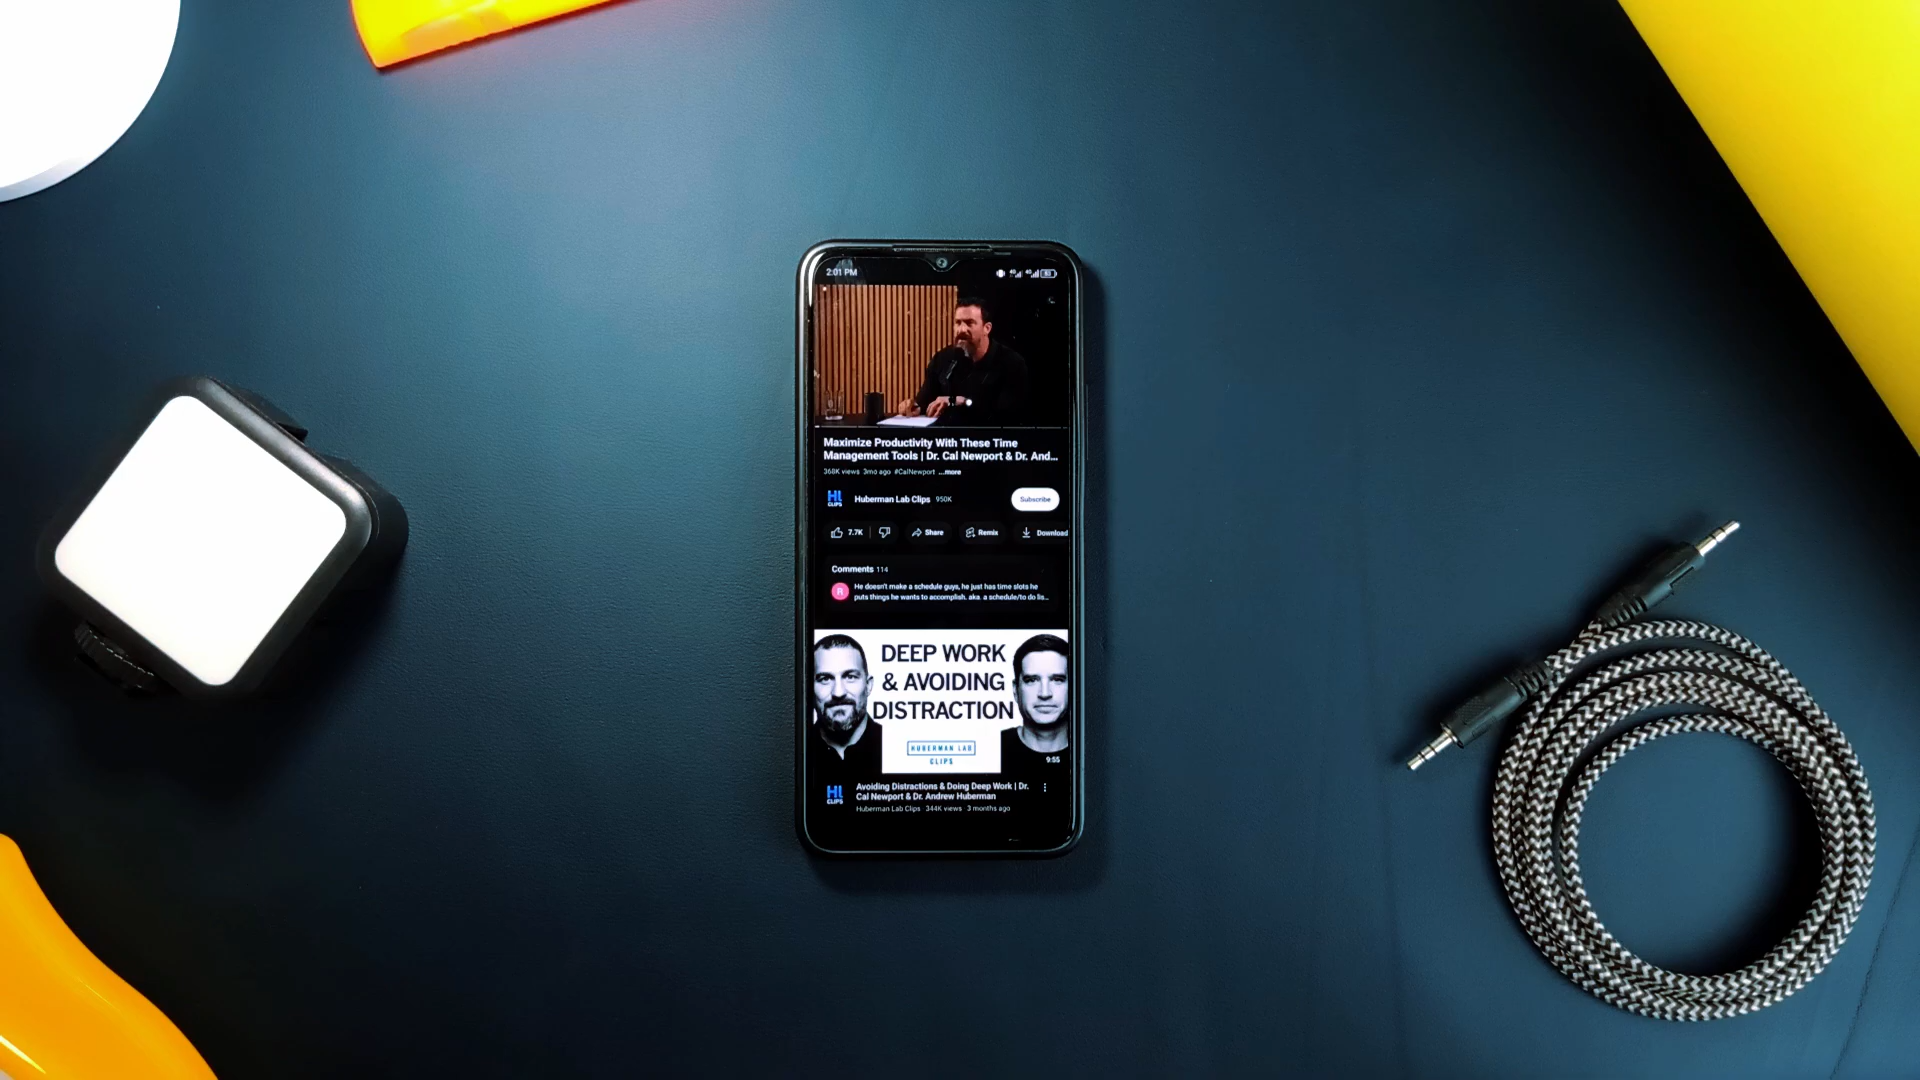 2:01 PM
Maximize Productivity With These Time
Management Tools | Dr. Cal Newport & Dr. And...
368K views 3mo ago #CalNewport ...more
HL
CLIPS
Huberman Lab Clips 950K
Subscribe
7.7K
Share
Remix
Download
Comments 114
R
He doesn't make a schedule guys, he just has time slots he
puts things he wants to accomplish. aka. a schedule/to do lis...
DEEP WORK
& AVOIDING
DISTRACTION
HUBERMAN LAB
CLIPS
9:55
HL
CLIPS
Avoiding Distractions & Doing Deep Work | Dr.
Cal Newport & Dr. Andrew Huberman
Huberman Lab Clips · 344K views · 3 months ago